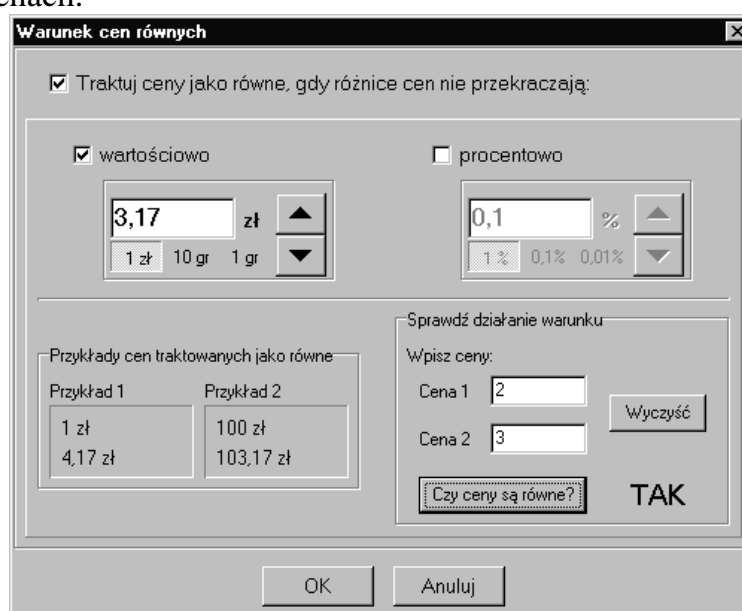 Warunek cen równych
Traktuj ceny jako równe, gdy różnice cen nie przekraczają:
wartościowo
procentowo
3,17 zł
1 zł 10 gr 1 gr
0,1 %
1 % 0,1% 0,01%
Przykłady cen traktowanych jako równe
Przykład 1 Przykład 2
1 zł 100 zł
4,17 zł 103,17 zł
Sprawdź działanie warunku
Wpisz ceny:
Cena 1 2
Cena 2 3
Wyczyść
Czy ceny są równe? TAK
OK Anuluj